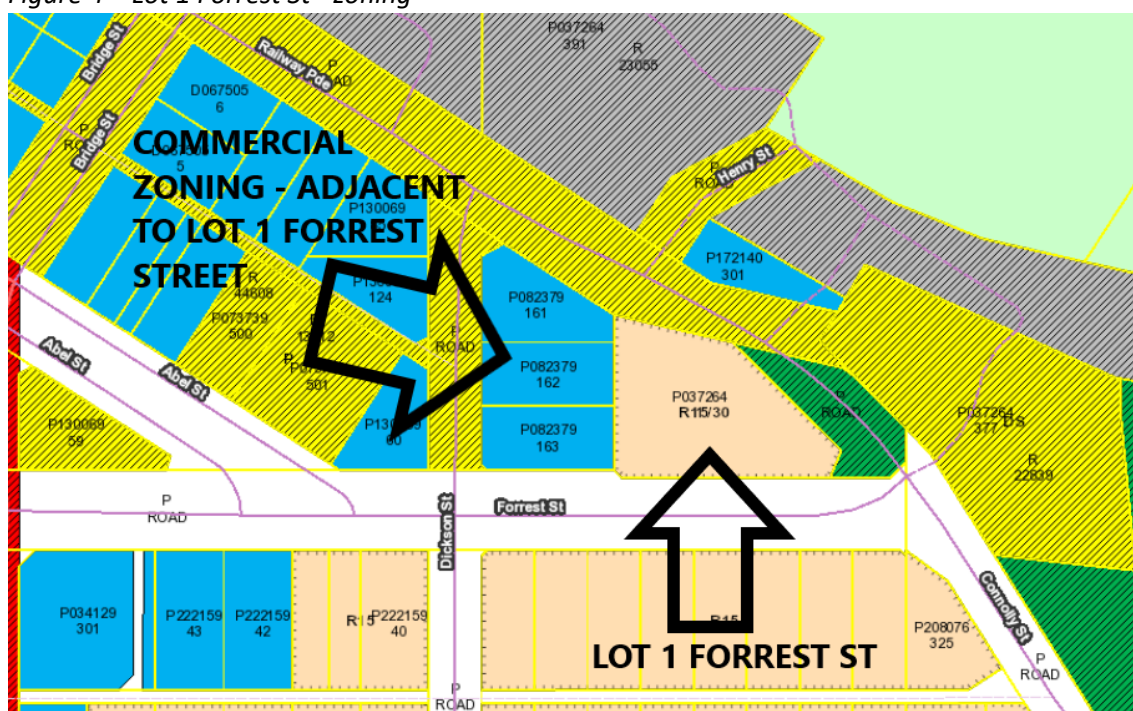 Figure 4 – Lot 1 Forrest St - zoning
P037264
391
R
23055
Bridge St
Railway Pde
P
ROAD
D067505
6
Bridge St
COMMERCIAL
ZONING - ADJACENT
TO LOT 1 FORREST
STREET
5
P130069
Henry St
ROAD
P172140
301
R
44608
124
P073739
500
P082379
161
P
ROAD
501
P082379
162
P037264
R15/30
P
ROAD
P037264
377
DS
R
22839
Abel St
Abel St
P130069
59
60
P082379
163
P
ROAD
Dickson St
Forrest St
Connolly St
P034129
301
P222159
43
P222159
42
R15
P222159
40
R15
P208076
325
LOT 1 FORREST ST
P
ROAD
P
ROAD